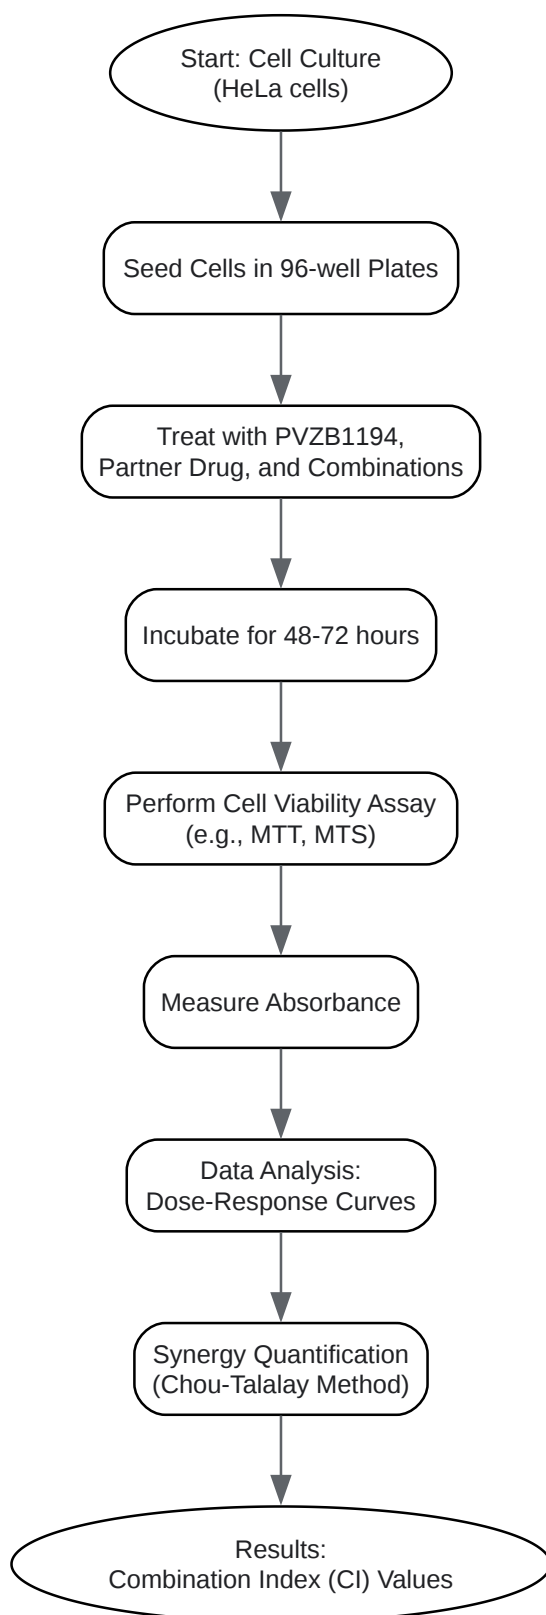 Start: Cell Culture
(HeLa cells)
Seed Cells in 96-well Plates
Treat with PVZB1194,
Partner Drug, and Combinations
Incubate for 48-72 hours
Perform Cell Viability Assay
(e.g., MTT, MTS)
Measure Absorbance
Data Analysis:
Dose-Response Curves
Synergy Quantification
(Chou-Talalay Method)
Results:
Combination Index (CI) Values